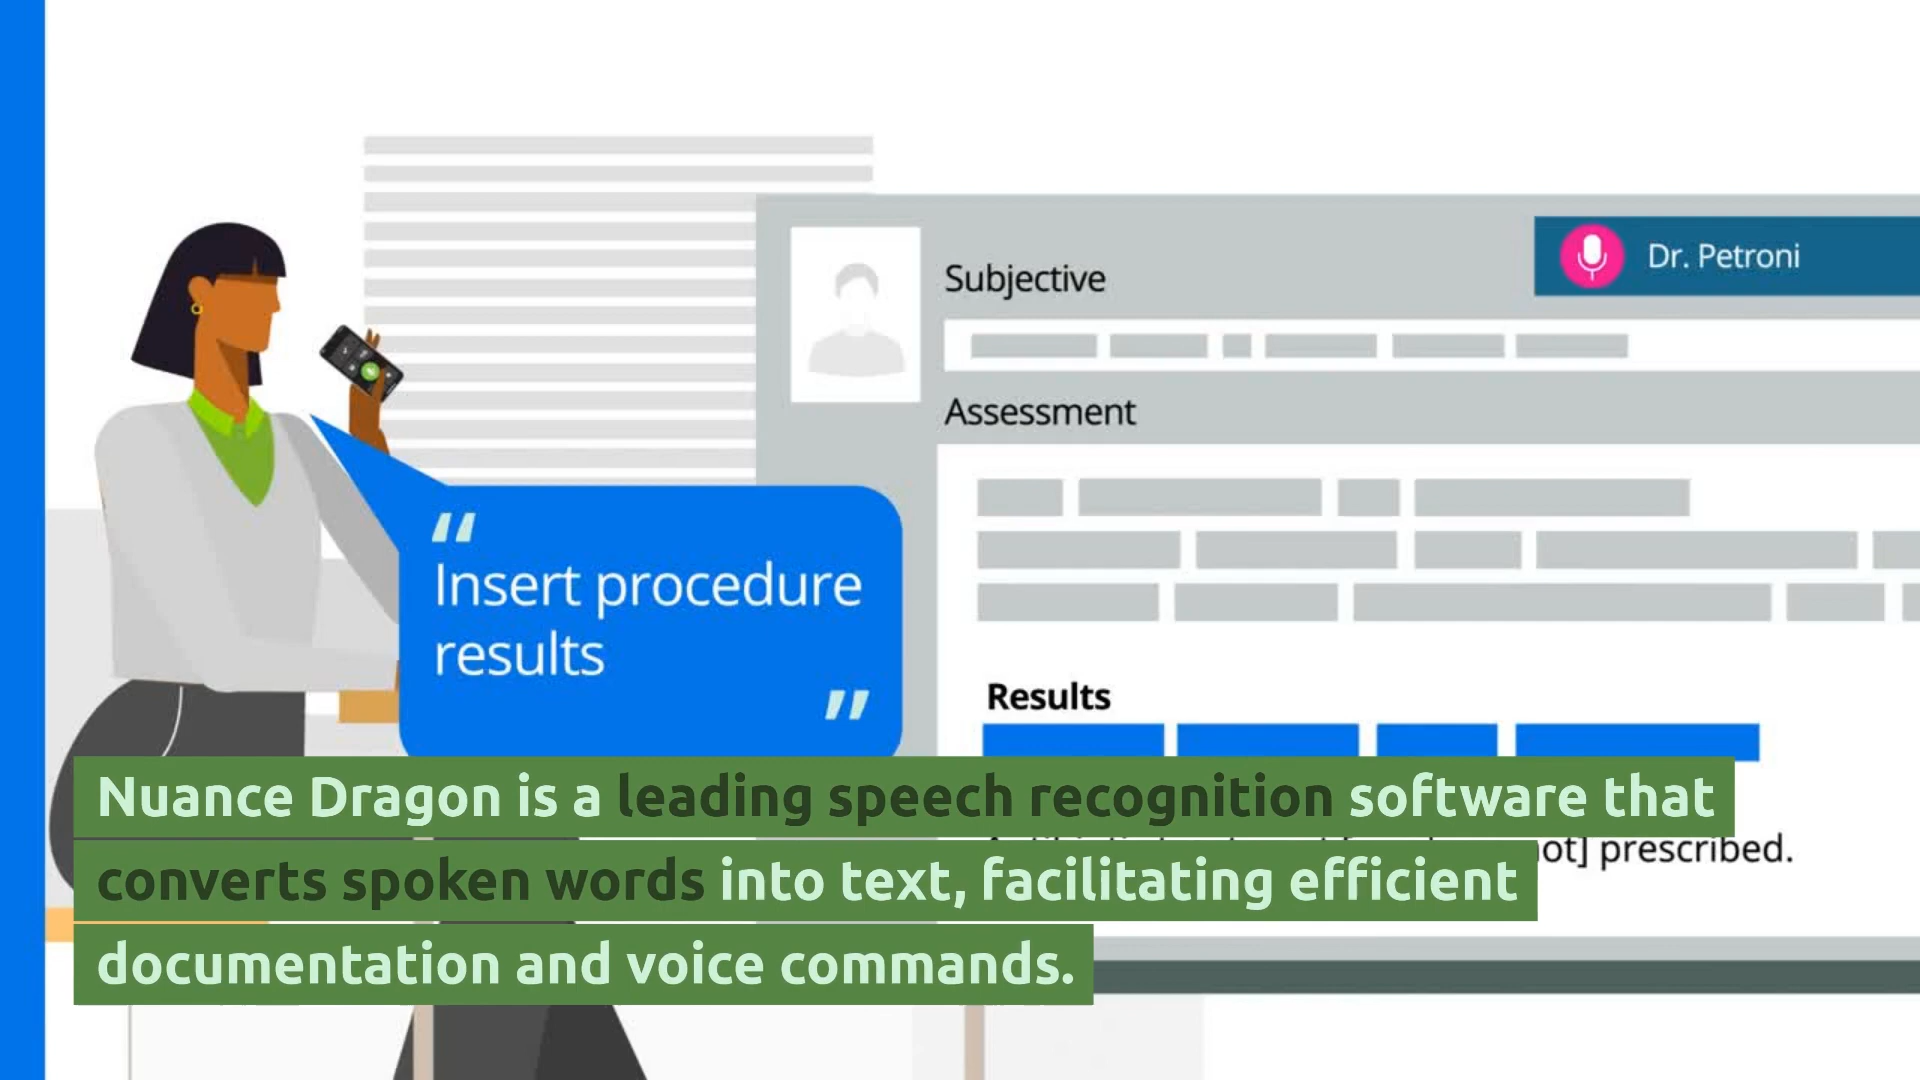 Subjective
Dr. Petroni
Assessment
“
Insert procedure
results
”
Results
prescribed.
Nuance Dragon is a leading speech recognition software that
converts spoken words into text, facilitating efficient
documentation and voice commands.